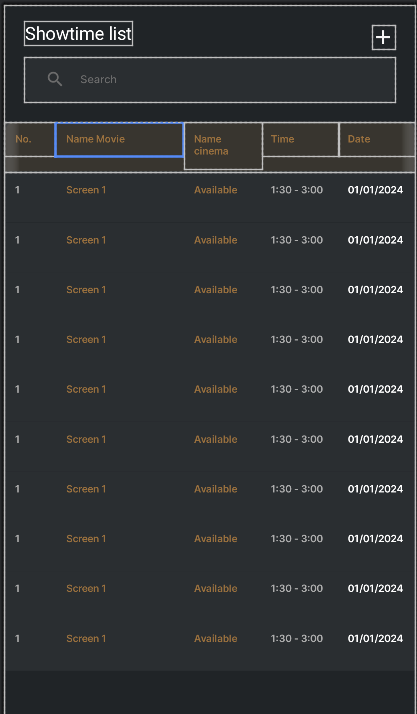 Showtime list
Search
No. Name Movie Name cinema Time Date
1 Screen 1 Available 1:30 - 3:00 01/01/2024
1 Screen 1 Available 1:30 - 3:00 01/01/2024
1 Screen 1 Available 1:30 - 3:00 01/01/2024
1 Screen 1 Available 1:30 - 3:00 01/01/2024
1 Screen 1 Available 1:30 - 3:00 01/01/2024
1 Screen 1 Available 1:30 - 3:00 01/01/2024
1 Screen 1 Available 1:30 - 3:00 01/01/2024
1 Screen 1 Available 1:30 - 3:00 01/01/2024
1 Screen 1 Available 1:30 - 3:00 01/01/2024
1 Screen 1 Available 1:30 - 3:00 01/01/2024